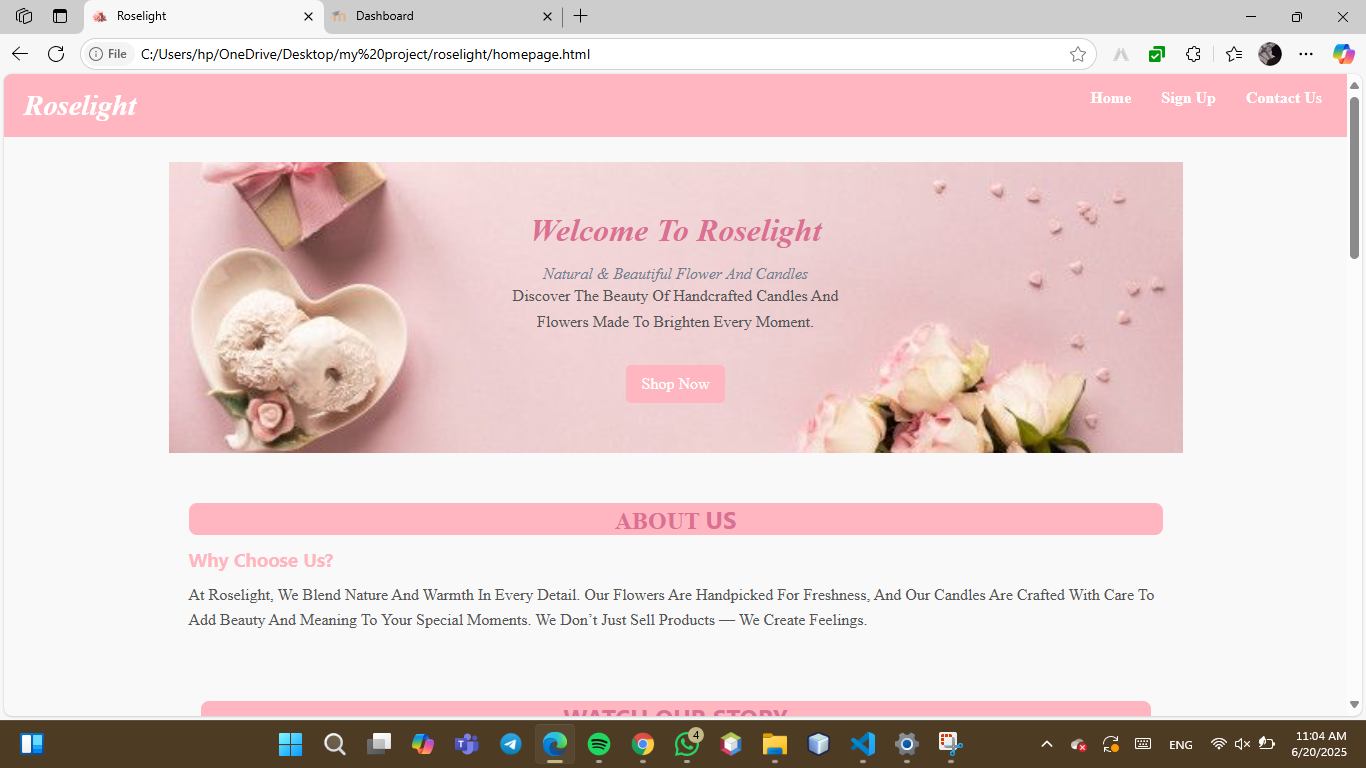 Roselight
Dashboard
File
C:/Users/hp/OneDrive/Desktop/my%20project/roselight/homepage.html
Roselight
Home
Sign Up
Contact Us
Welcome To Roselight
Natural & Beautiful Flower And Candles
Discover The Beauty Of Handcrafted Candles And
Flowers Made To Brighten Every Moment.
Shop Now
ABOUT US
Why Choose Us?
At Roselight, We Blend Nature And Warmth In Every Detail. Our Flowers Are Handpicked For Freshness, And Our Candles Are Crafted With Care To
Add Beauty And Meaning To Your Special Moments. We Don’t Just Sell Products — We Create Feelings.
WATCH OUR STORY
4
ENG
11:04 AM
6/20/2025